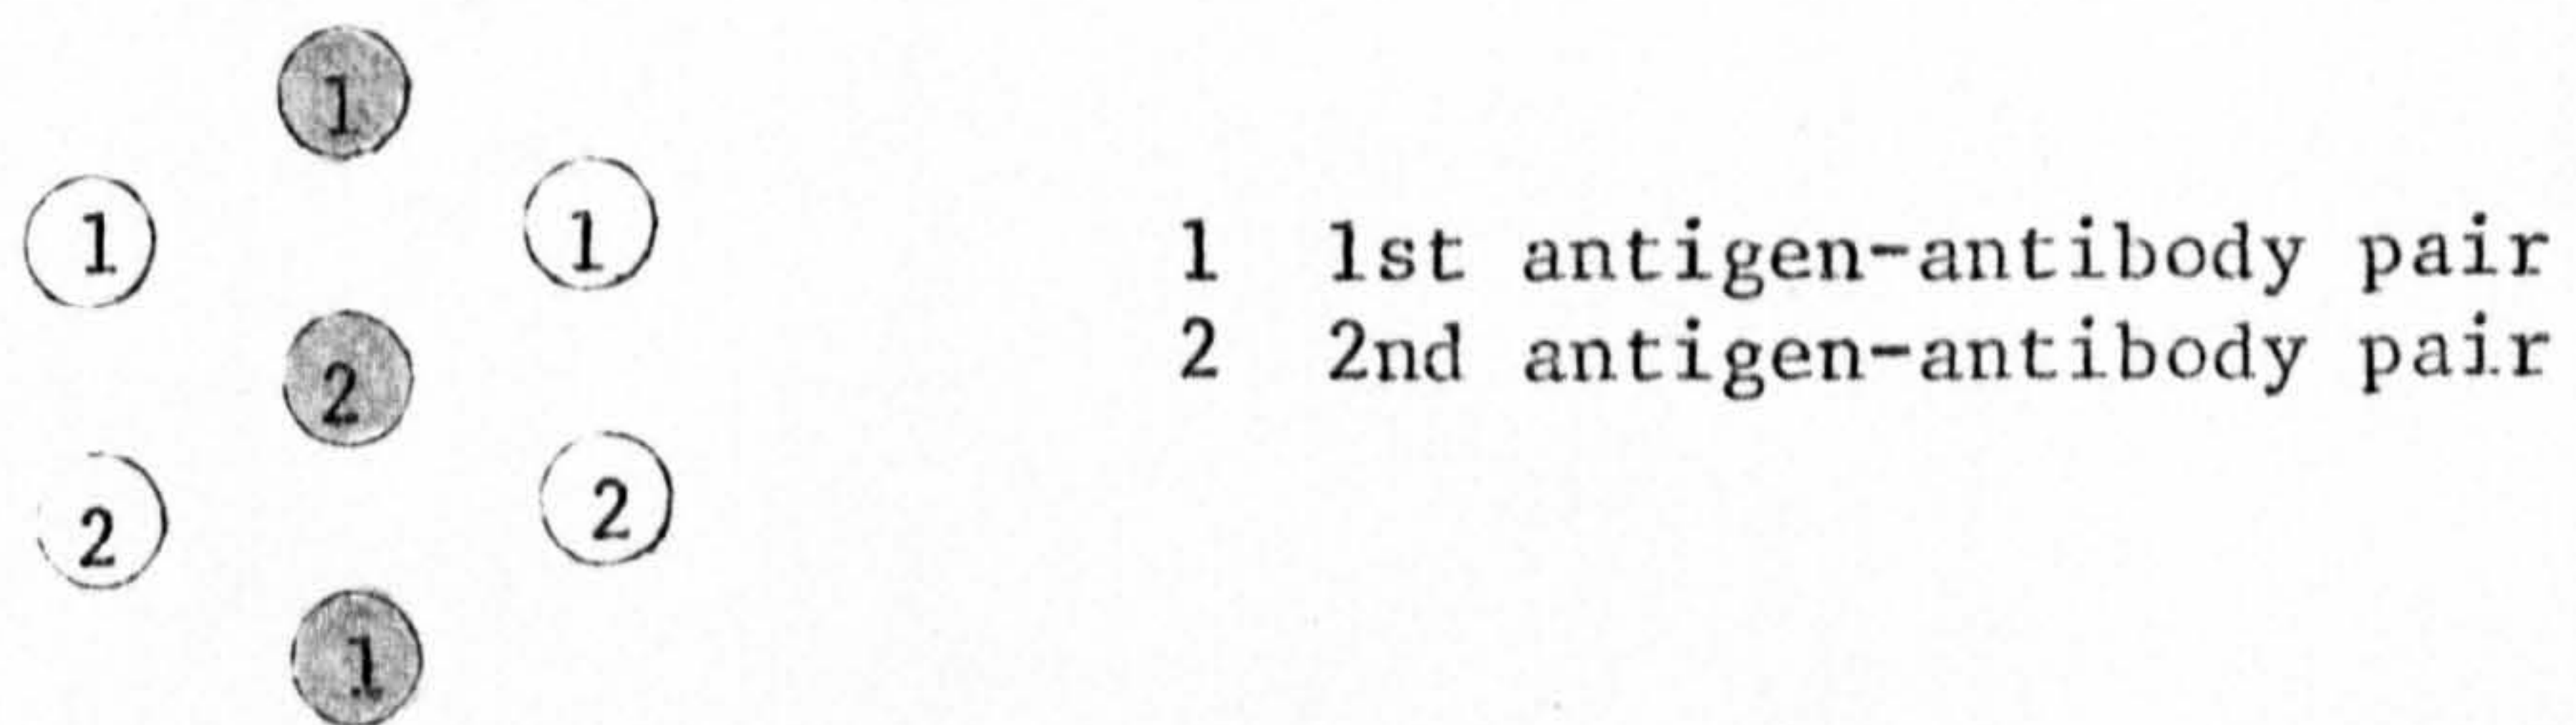 1
1 1
2
2 2
1
1 1st antigen-antibody pair
2 2nd antigen-antibody pair